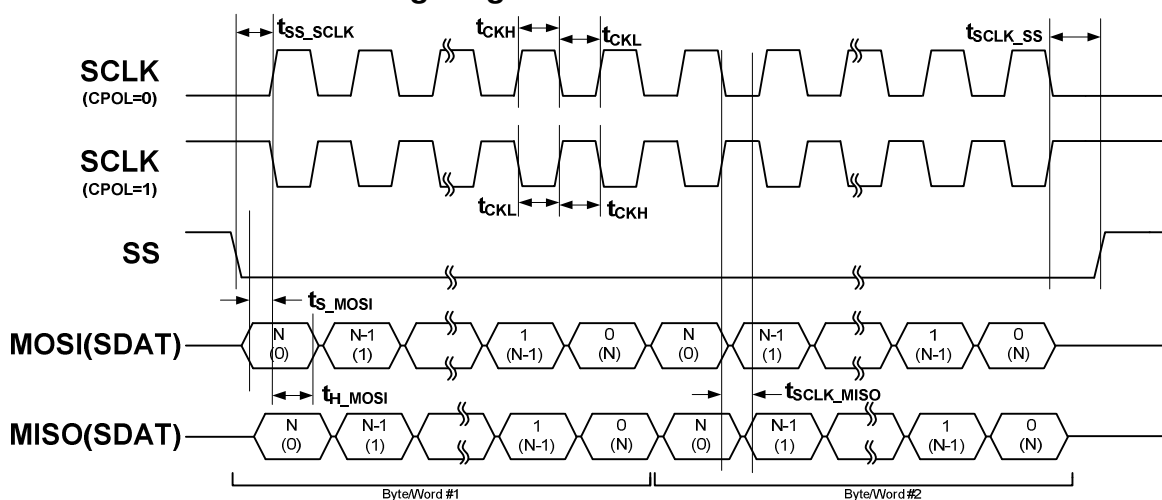 tSS_SCLK
tCKH
tCKL
tSCLK_SS
SCLK
(CPOL=0)
SCLK
(CPOL=1)
tCKL
tCKH
SS
tS_MOSI
MOSI(SDAT)
N N-1 1 0 N N-1 1 0
(0) (1) (N-1) (N) (0) (1) (N-1) (N)
tH_MOSI
tSCLK_MISO
MISO(SDAT)
N N-1 1 0 N N-1 1 0
(0) (1) (N-1) (N) (0) (1) (N-1) (N)
Byte/Word #1 Byte/Word #2